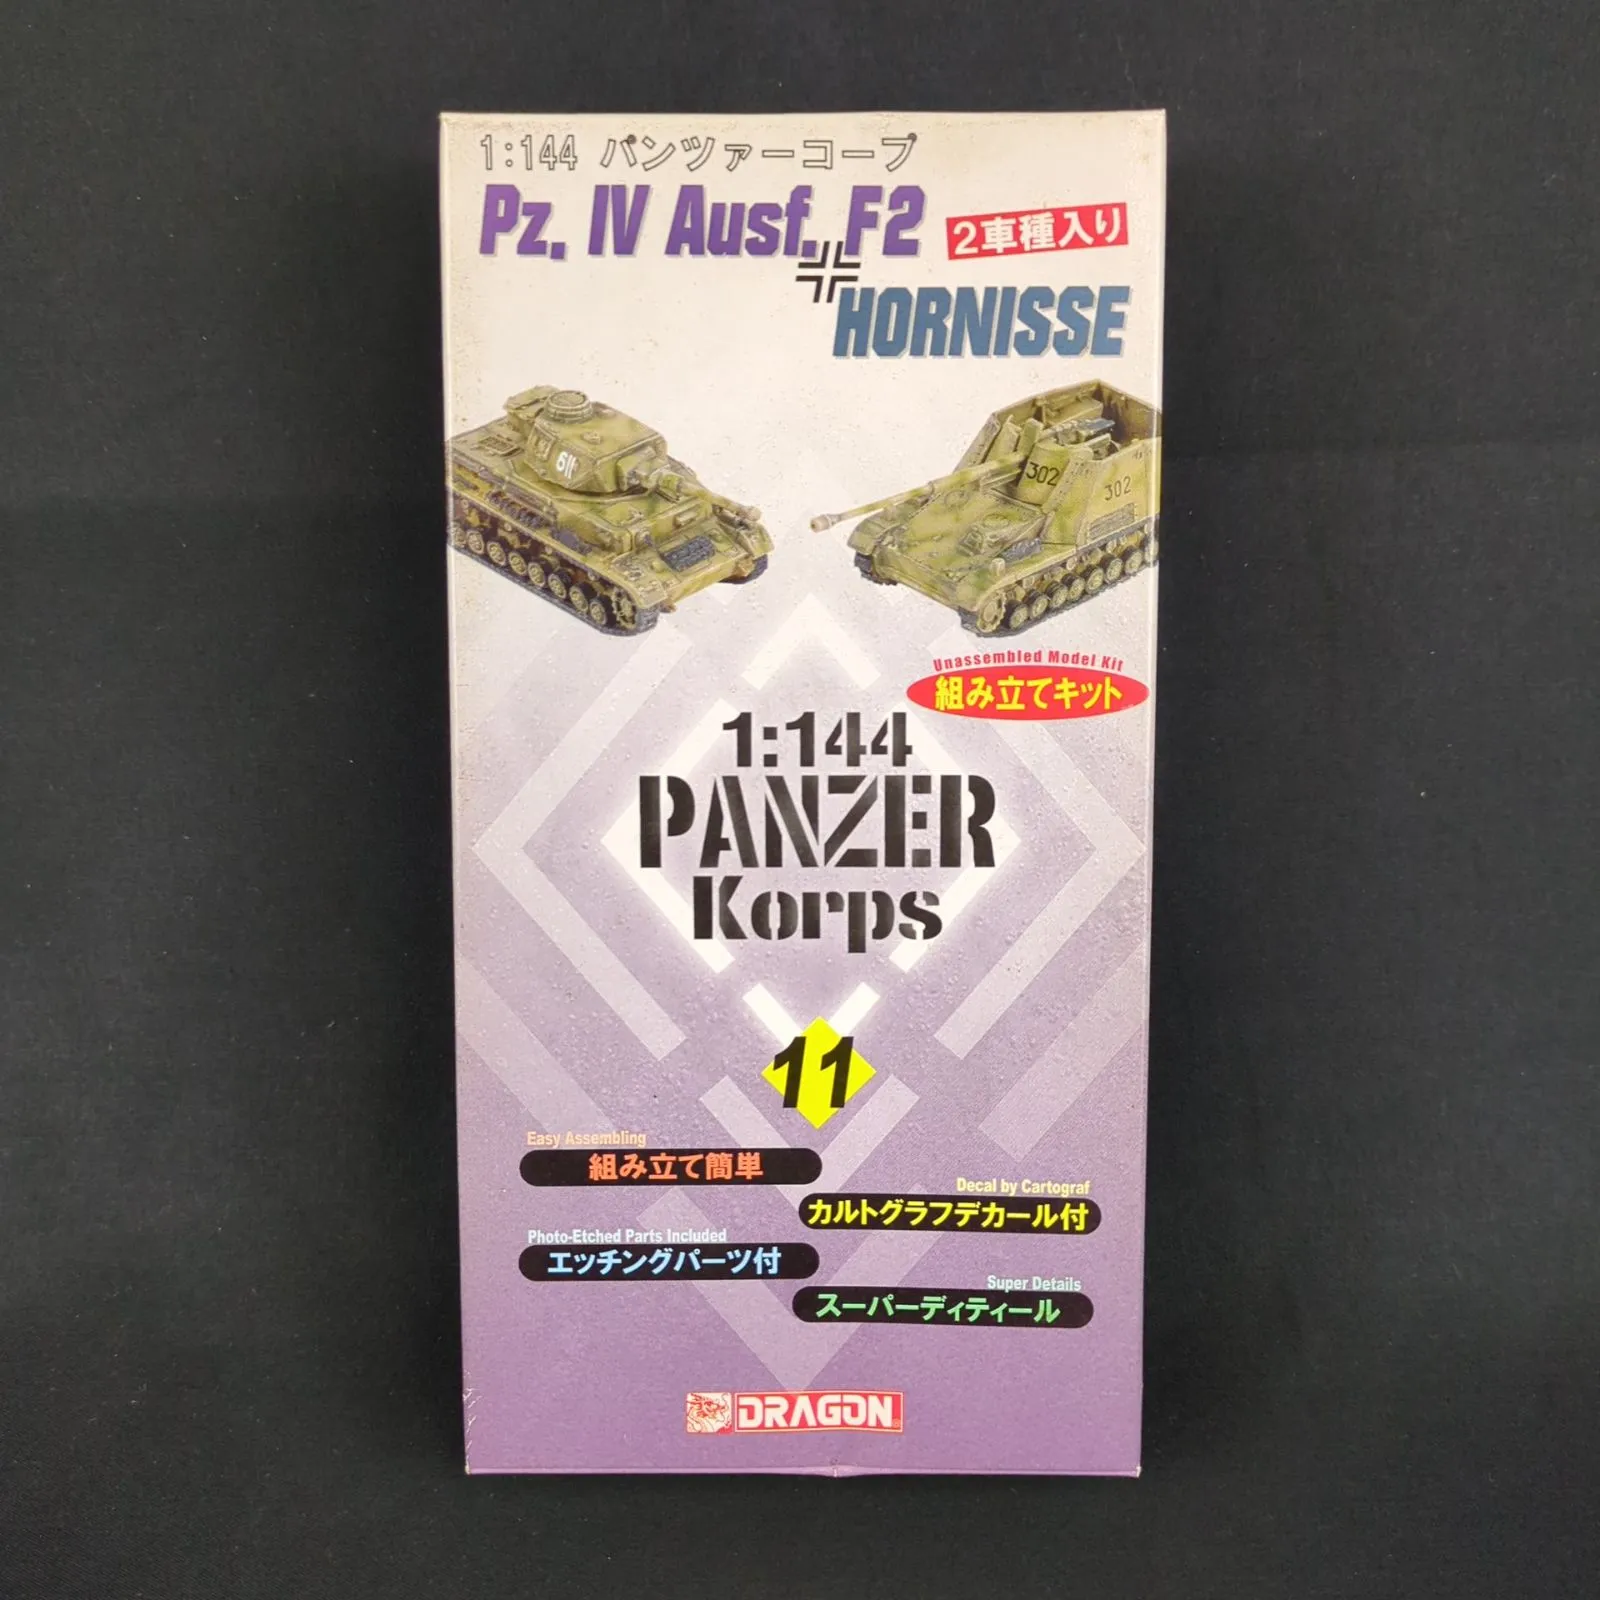 1:144 パンツァーコープ
Pz. IV Ausf. F2
2車種入り
HORNISSE
611
302
302
Unassembled Model Kit
組み立てキット
1:144
PANZER
Korps
11
Easy Assembling
組み立て簡単
Decal by Cartograf
カルトグラフデカール付
Photo-Etched Parts Included
エッチングパーツ付
Super Details
スーパーディティール
DRAGON